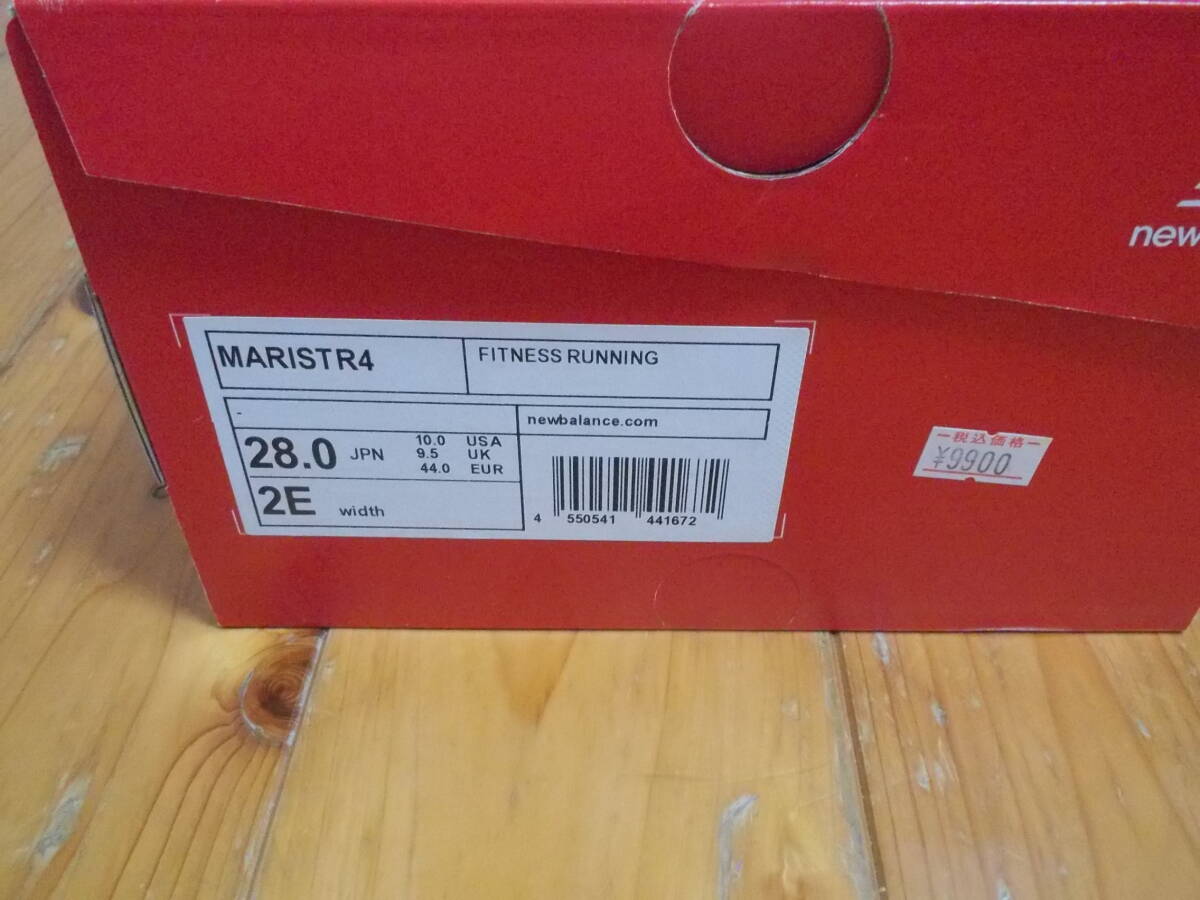 new
MARISTR4
FITNESS RUNNING
-
newbalance.com
28.0 JPN
10.0 USA
9.5 UK
44.0 EUR
2E width
4 550541 441672
税込価格
¥9900